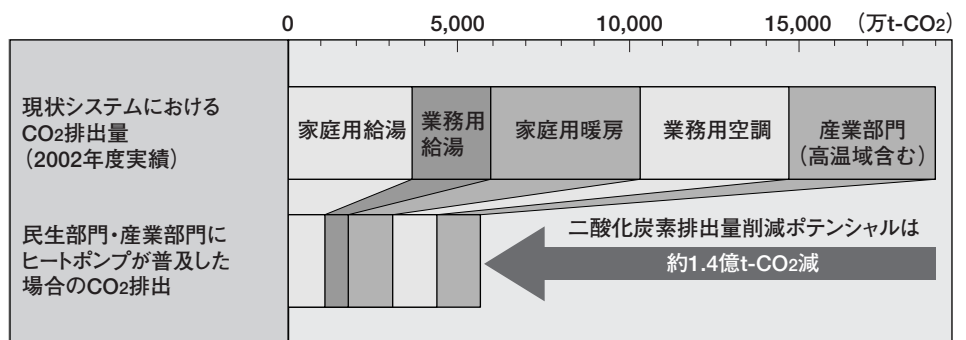 0 5,000 10,000 15,000 （万t-CO2）
現状システムにおける
CO2排出量
（2002年度実績）
家庭用給湯
業務用
給湯
家庭用暖房
業務用空調
産業部門
（高温域含む）
民生部門・産業部門に
ヒートポンプが普及した
場合のCO2排出
二酸化炭素排出量削減ポテンシャルは
約1.4億t-CO2減